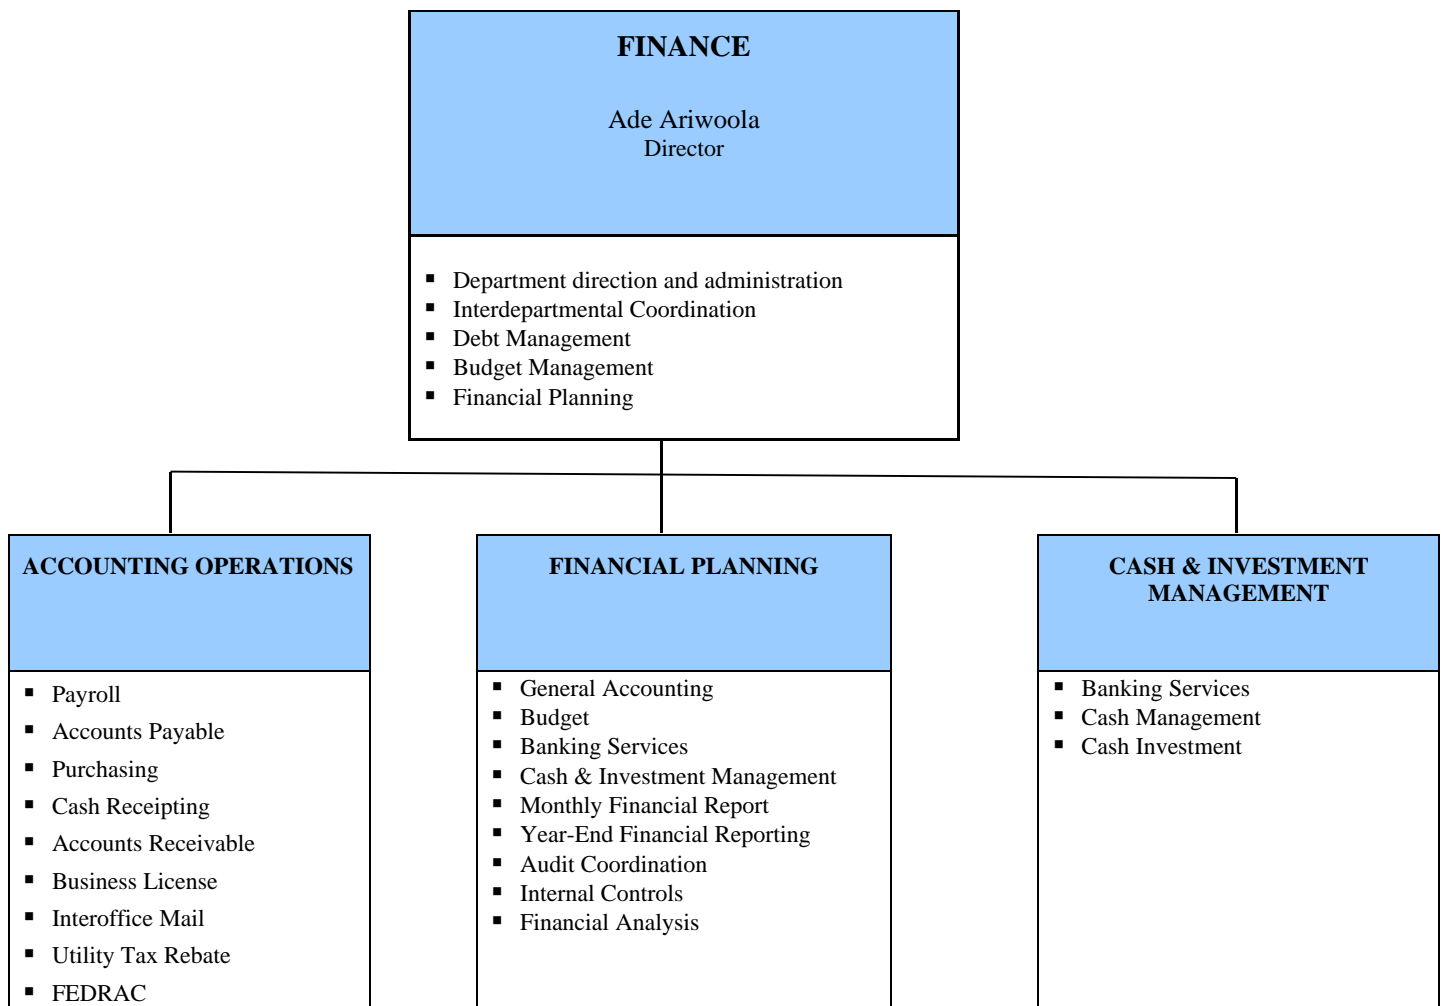 FINANCE
Ade Ariwoola
Director
▪ Department direction and administration
▪ Interdepartmental Coordination
▪ Debt Management
▪ Budget Management
▪ Financial Planning
ACCOUNTING OPERATIONS
▪ Payroll
▪ Accounts Payable
▪ Purchasing
▪ Cash Receipting
▪ Accounts Receivable
▪ Business License
▪ Interoffice Mail
▪ Utility Tax Rebate
▪ FEDRAC
FINANCIAL PLANNING
▪ General Accounting
▪ Budget
▪ Banking Services
▪ Cash & Investment Management
▪ Monthly Financial Report
▪ Year-End Financial Reporting
▪ Audit Coordination
▪ Internal Controls
▪ Financial Analysis
CASH & INVESTMENT
MANAGEMENT
▪ Banking Services
▪ Cash Management
▪ Cash Investment